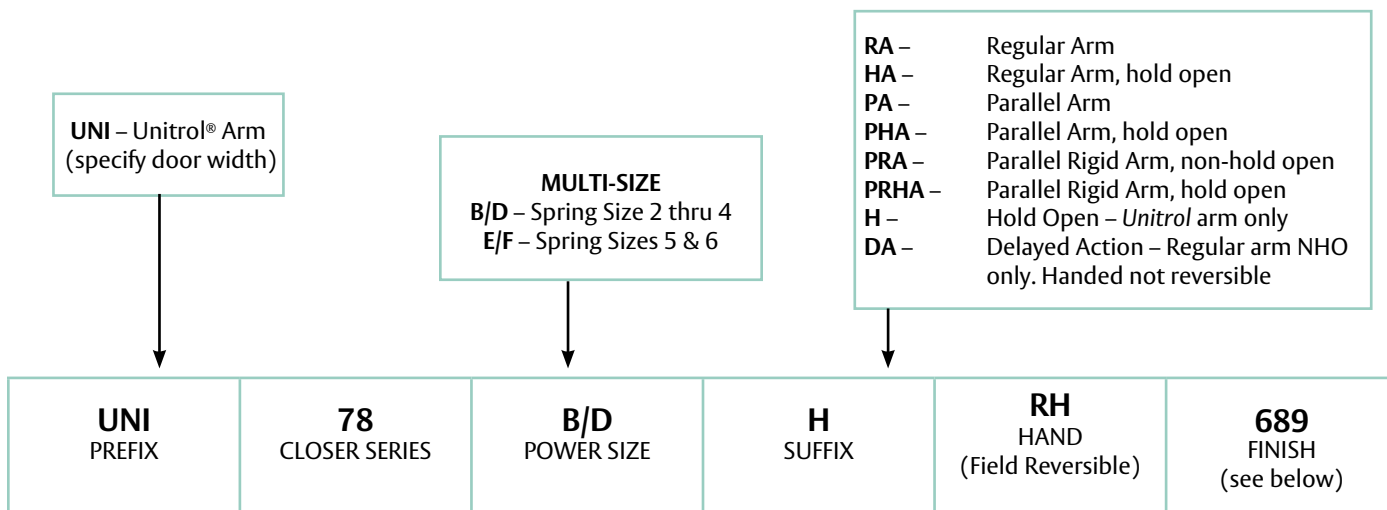 UNI – Unitrol® Arm
(specify door width)
MULTI-SIZE
B/D – Spring Size 2 thru 4
E/F – Spring Sizes 5 & 6
RA – Regular Arm
HA – Regular Arm, hold open
PA – Parallel Arm
PHA – Parallel Arm, hold open
PRA – Parallel Rigid Arm, non-hold open
PRHA – Parallel Rigid Arm, hold open
H – Hold Open – Unitrol arm only
DA – Delayed Action – Regular arm NHO
only. Handed not reversible
UNI
PREFIX
78
CLOSER SERIES
B/D
POWER SIZE
H
SUFFIX
RH
HAND
(Field Reversible)
689
FINISH
(see below)